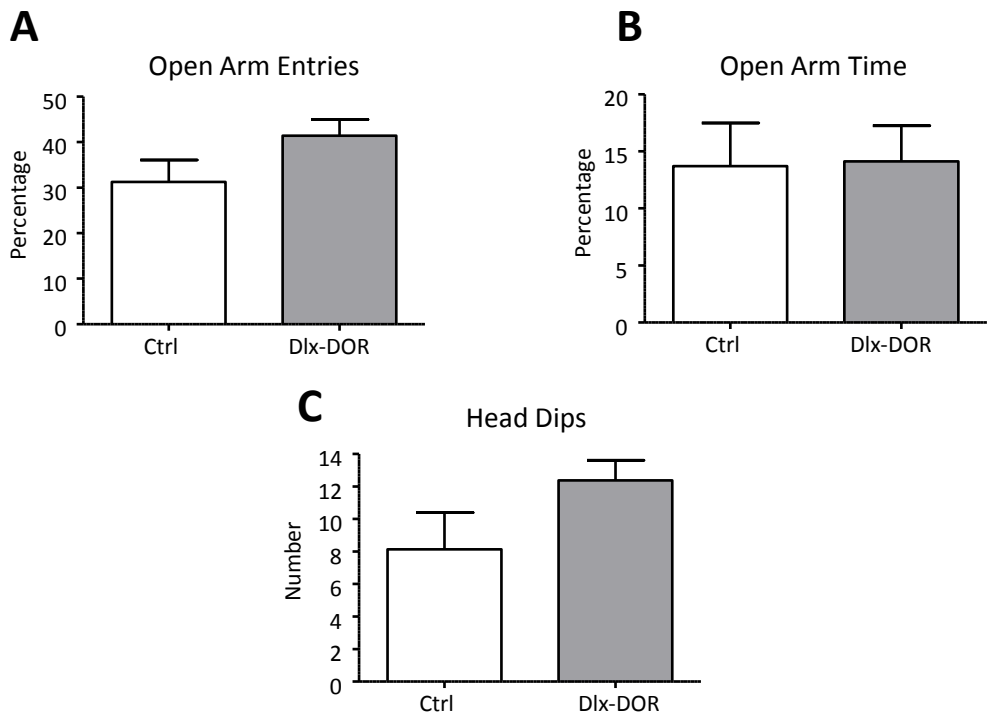 A
Open Arm Entries
Percentage
50
40
30
20
10
0
Ctrl
Dlx-DOR
B
Open Arm Time
Percentage
20
15
10
5
0
Ctrl
Dlx-DOR
C
Head Dips
Number
14
12
10
8
6
4
2
0
Ctrl
Dlx-DOR